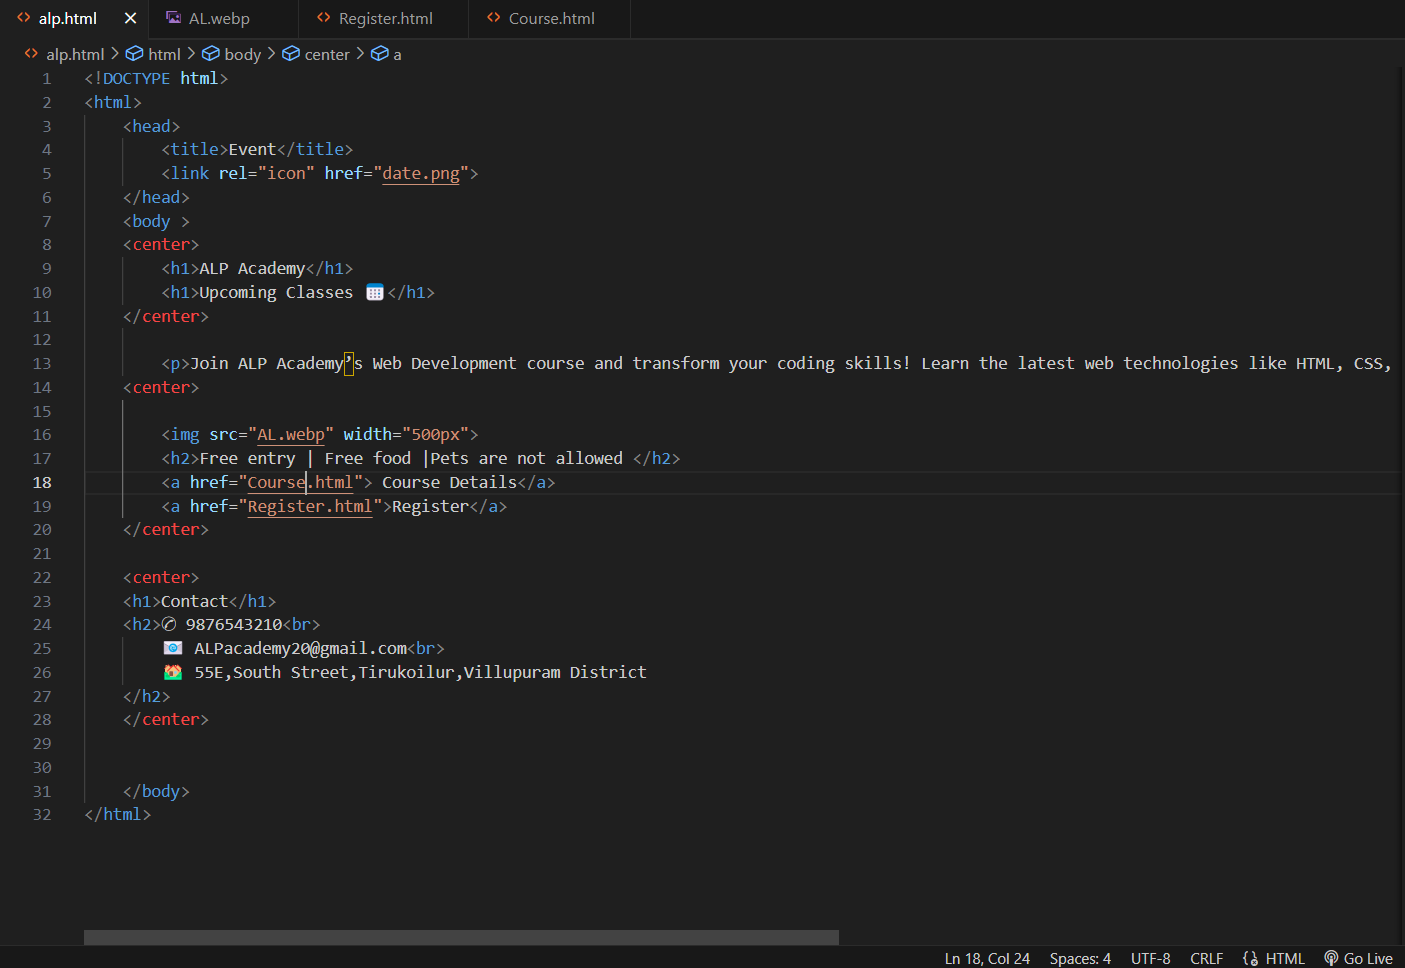 alp.html
AL.webp
Register.html
Course.html
alp.html > html > body > center > a
1 <!DOCTYPE html>
2 <html>
3 <head>
4 <title>Event</title>
5 <link rel="icon" href="date.png">
6 </head>
7 <body >
8 <center>
9 <h1>ALP Academy</h1>
10 <h1>Upcoming Classes 📅</h1>
11 </center>
12
13 <p>Join ALP Academy’s Web Development course and transform your coding skills! Learn the latest web technologies like HTML, CSS,
14 <center>
15
16 <img src="AL.webp" width="500px">
17 <h2>Free entry | Free food |Pets are not allowed </h2>
18 <a href="Course.html"> Course Details</a>
19 <a href="Register.html">Register</a>
20 </center>
21
22 <center>
23 <h1>Contact</h1>
24 <h2>✆ 9876543210<br>
25 📧 ALPacademy20@gmail.com<br>
26 🏠 55E,South Street,Tirukoilur,Villupuram District
27 </h2>
28 </center>
29
30
31 </body>
32 </html>
Ln 18, Col 24 Spaces: 4 UTF-8 CRLF HTML Go Live